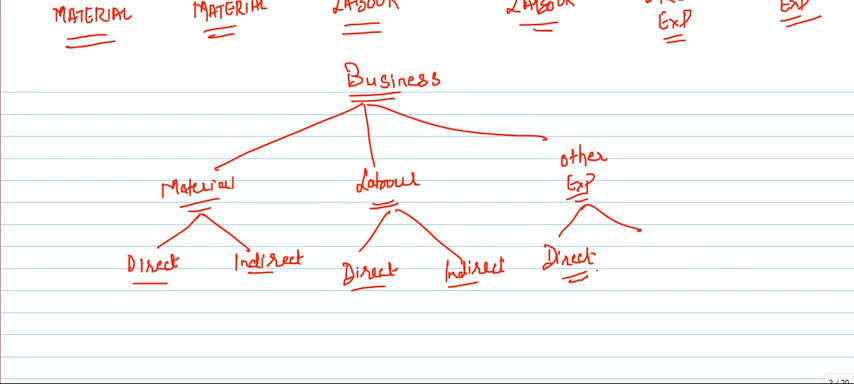 MATERIAL MATERIAL LABOUR LABOUR
EXP EXP
Business
Other
Material Labour EXP
Direct Indirect Direct Indirect Direct